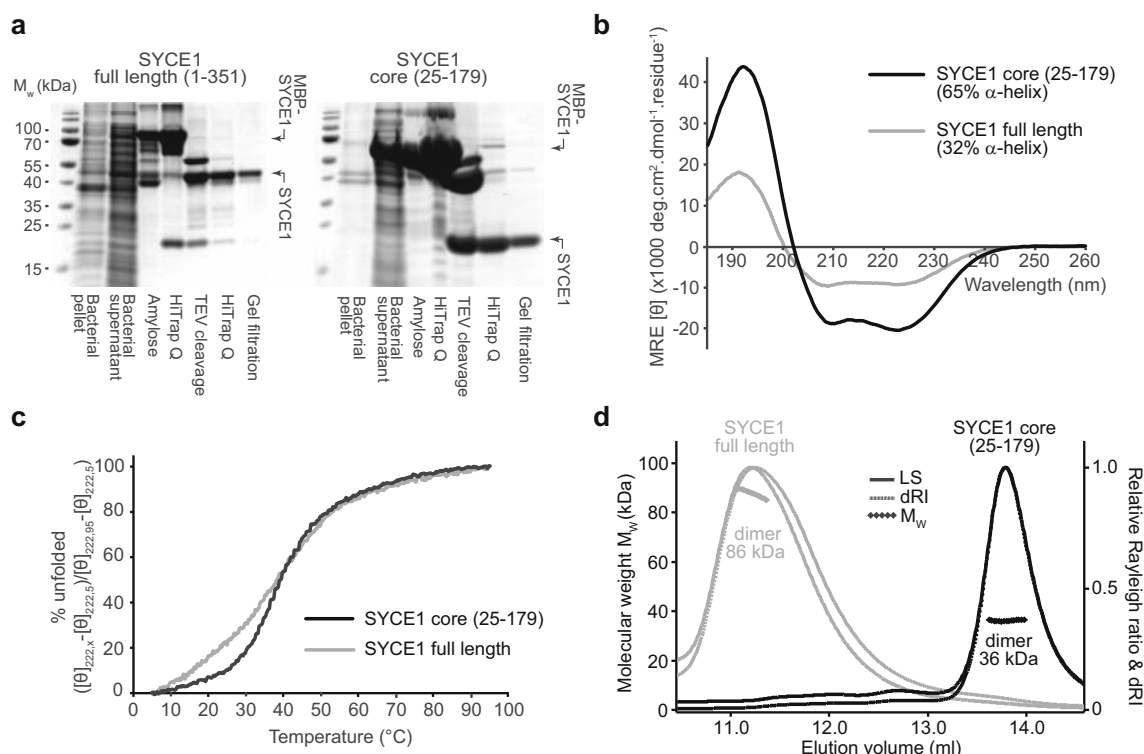 a
SYCE1
full length (1-351)
SYCE1
core (25-179)
Mw (kDa)
100
70
55
40
35
25
15
MBP-
SYCE1
SYCE1
MBP-
SYCE1
SYCE1
Bacterial
pellet
Bacterial
supernatant
Amylose
HiTrap Q
TEV cleavage
HiTrap Q
Gel filtration
Bacterial
pellet
Bacterial
supernatant
Amylose
HiTrap Q
TEV cleavage
HiTrap Q
Gel filtration
b
MRE [θ] (x1000 deg.cm².dmol⁻¹.residue⁻¹)
40
30
20
10
0
-10
-20
SYCE1 core (25-179)
(65% α-helix)
SYCE1 full length
(32% α-helix)
190 200 210 220 230 240 250 260
Wavelength (nm)
c
% unfolded
([θ]222,x-[θ]222,5)/[θ]222,95-[θ]222,5)
100
80
60
40
20
0
SYCE1 core (25-179)
SYCE1 full length
0 10 20 30 40 50 60 70 80 90 100
Temperature (°C)
d
SYCE1
full length
SYCE1 core
(25-179)
Molecular weight Mw (kDa)
100
80
60
40
20
0
LS
dRI
Mw
dimer
86 kDa
dimer
36 kDa
1.0
0.5
0
Relative Rayleigh ratio & dRI
11.0 12.0 13.0 14.0
Elution volume (ml)